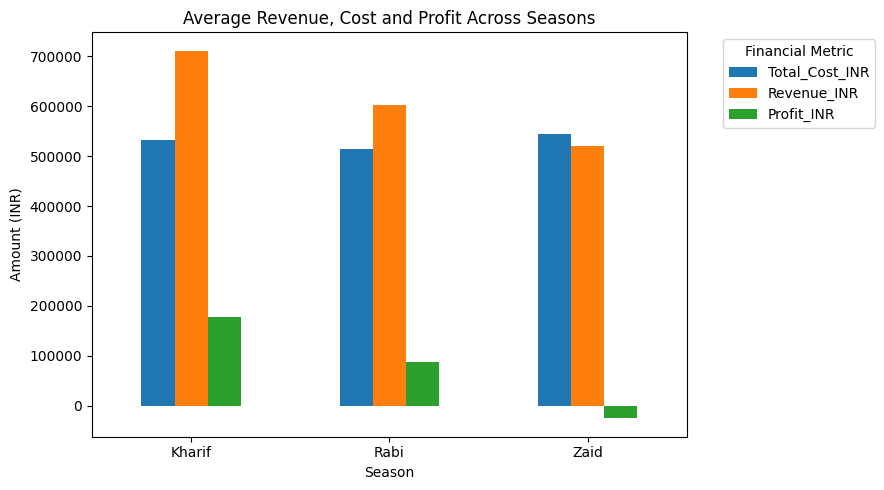 Average Revenue, Cost and Profit Across Seasons
Financial Metric
Total_Cost_INR
Revenue_INR
Profit_INR
Amount (INR)
700000
600000
500000
400000
300000
200000
100000
0
Kharif
Rabi
Zaid
Season